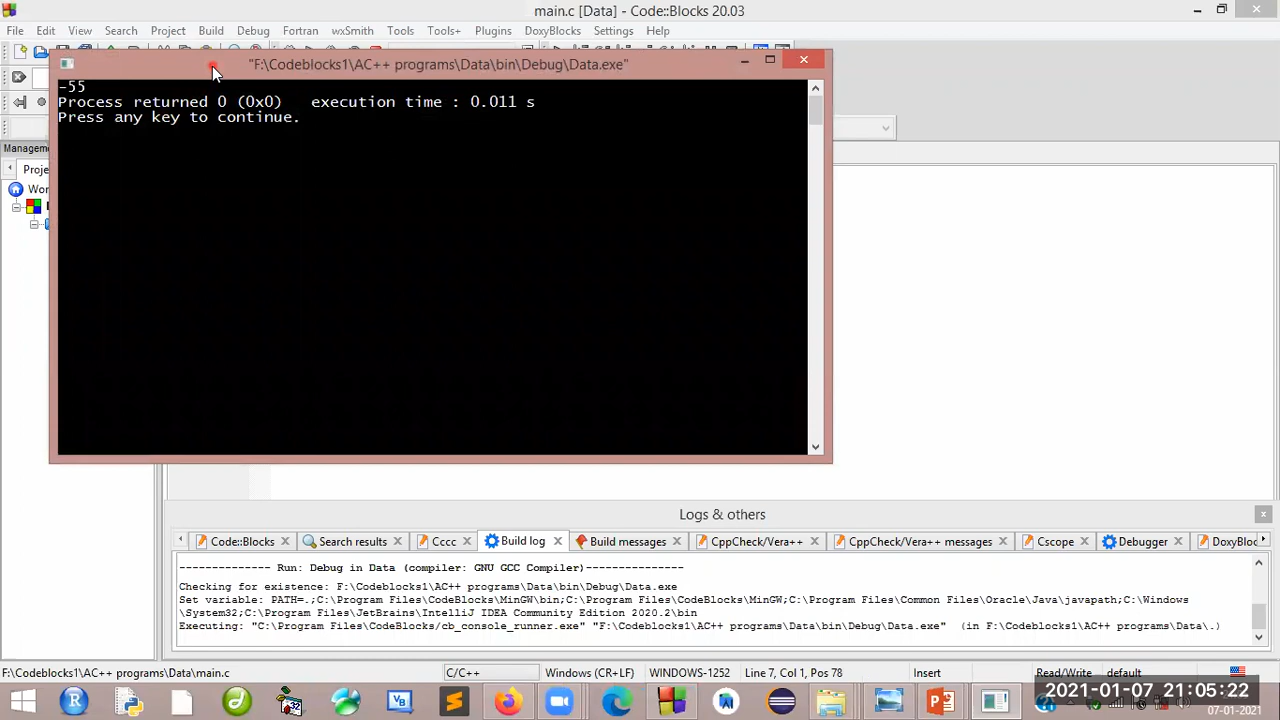 main.c [Data] - Code::Blocks 20.03
File Edit View Search Project Build Debug Fortran wxSmith Tools Tools+ Plugins DoxyBlocks Settings Help
"F:\Codeblocks1\AC++ programs\Data\bin\Debug\Data.exe"
-55
Process returned 0 (0x0)   execution time : 0.011 s
Press any key to continue.
Logs & others
Code::Blocks Search results Cccc Build log Build messages CppCheck/Vera++ CppCheck/Vera++ messages Cscope Debugger DoxyBloc
-------------- Run: Debug in Data (compiler: GNU GCC Compiler)---------------
Checking for existence: F:\Codeblocks1\AC++ programs\Data\bin\Debug\Data.exe
Set variable: PATH=.;C:\Program Files\CodeBlocks\MinGW\bin;C:\Program Files\CodeBlocks\MinGW;C:\Program Files\Common Files\Oracle\Java\javapath;C:\Windows
\System32;C:\Program Files\JetBrains\IntelliJ IDEA Community Edition 2020.2\bin
Executing: "C:\Program Files\CodeBlocks/cb_console_runner.exe" "F:\Codeblocks1\AC++ programs\Data\bin\Debug\Data.exe"  (in F:\Codeblocks1\AC++ programs\Data\.)
F:\Codeblocks1\AC++ programs\Data\main.c C/C++ Windows (CR+LF) WINDOWS-1252 Line 7, Col 1, Pos 78 Insert Read/Write default
2021-01-07 21:05:22
07-01-2021